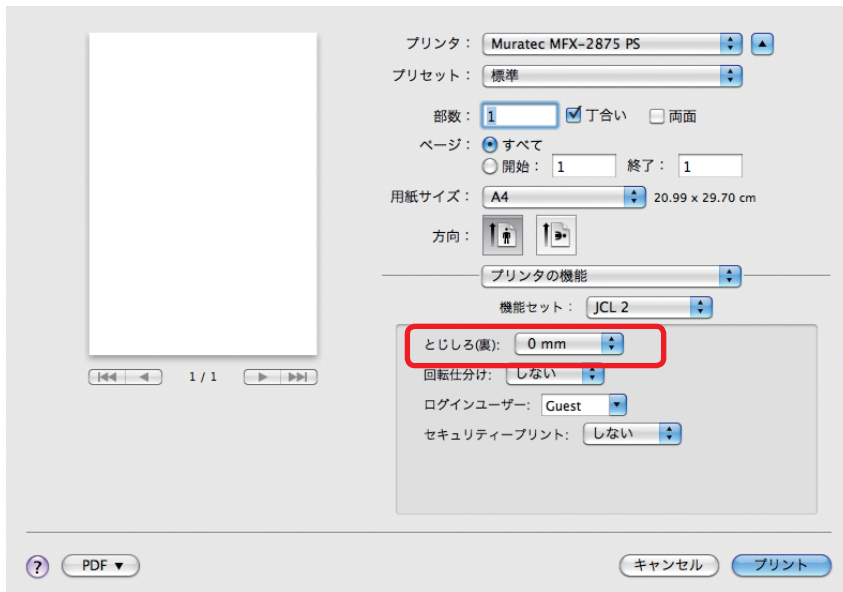 プリンタ： Muratec MFX-2875 PS
プリセット： 標準
部数： 1 丁合い 両面
ページ： すべて
開始： 1 終了： 1
用紙サイズ： A4 20.99 x 29.70 cm
方向：
プリンタの機能
機能セット： JCL 2
とじしろ(裏): 0 mm
1 / 1
回転仕分け: しない
ログインユーザー: Guest
セキュリティープリント: しない
? PDF ▼ キャンセル プリント